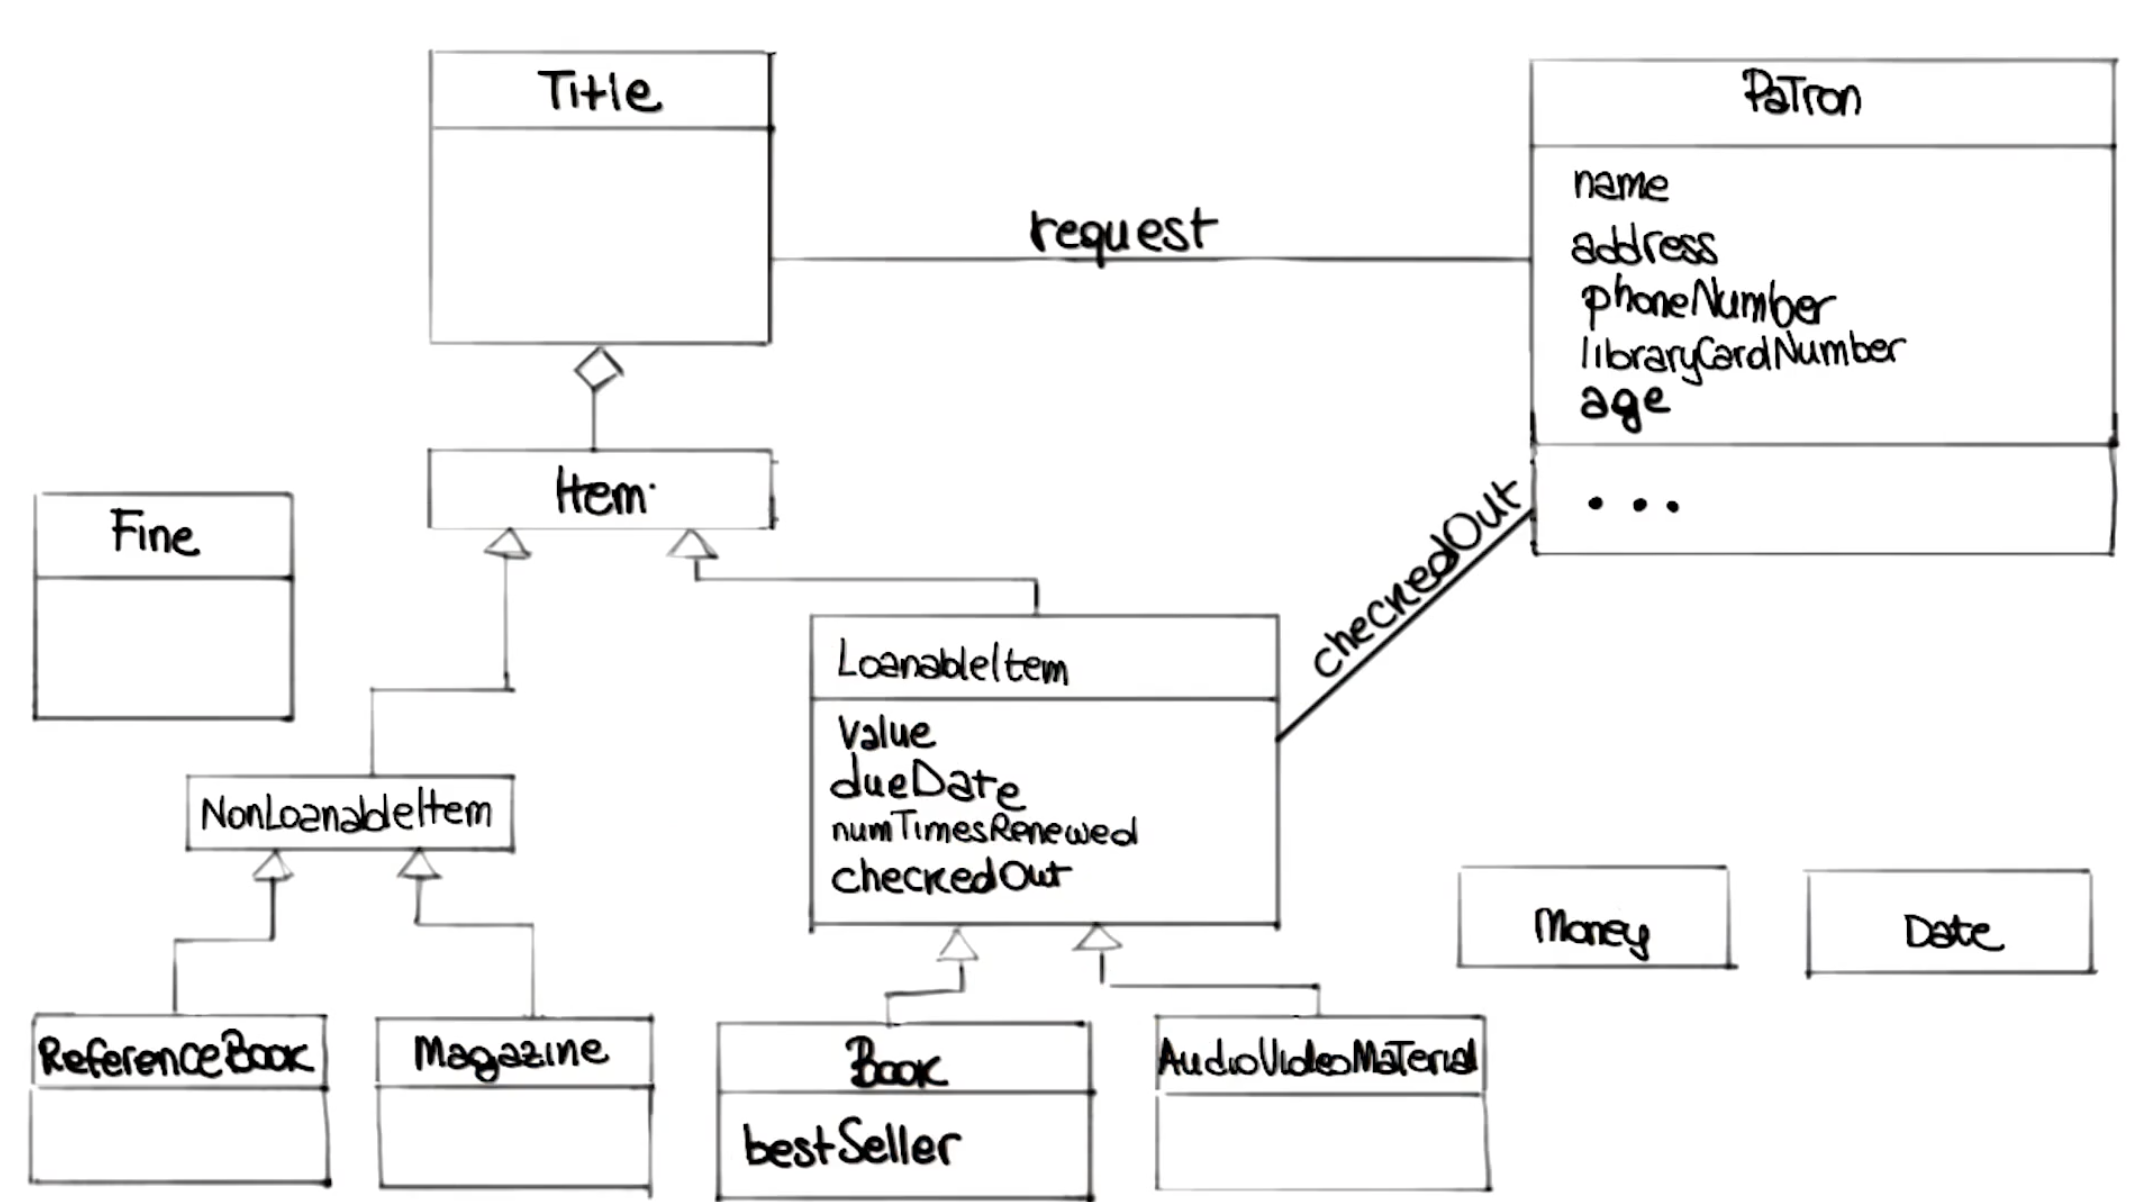 Title
Patron
name
address
phoneNumber
libraryCardNumber
age
...
request
Item
Fine
checkedOut
LoanableItem
Value
dueDate
numTimesRenewed
checkedOut
NonLoanableItem
Money
Date
ReferenceBook
Magazine
Book
bestSeller
AudioVideoMaterial